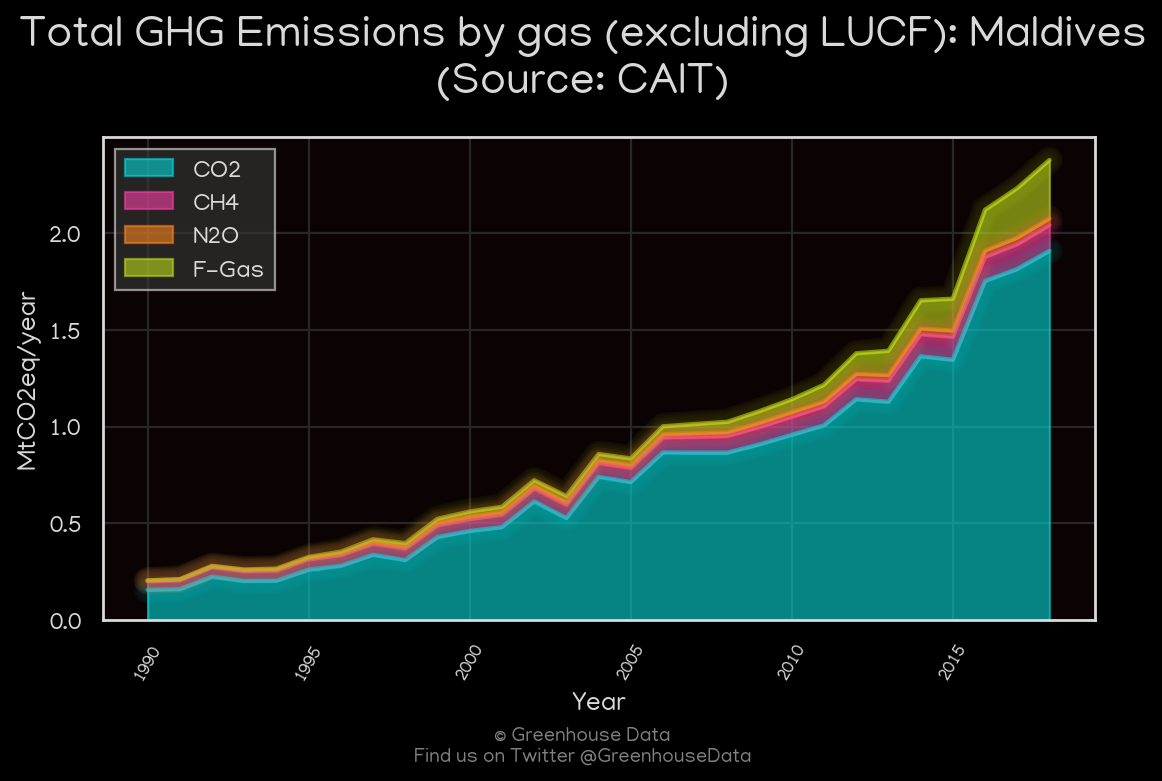 Total GHG Emissions by gas (excluding LUCF): Maldives
(Source: CAIT)
CO2
CH4
N2O
F-Gas
MtCO2eq/year
2.0
1.5
1.0
0.5
0.0
1990
1995
2000
2005
2010
2015
Year
© Greenhouse Data
Find us on Twitter @GreenhouseData